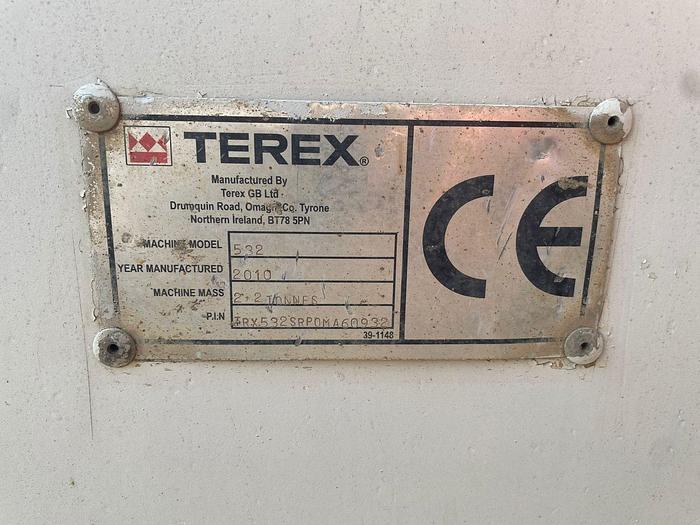 TEREX®
Manufactured By
Terex GB Ltd
Drumquin Road, Omagh Co. Tyrone
Northern Ireland, BT78 5PN
MACHINE MODEL 532
YEAR MANUFACTURED 2010
MACHINE MASS 2·2 TONNES
P.I.N TRX532SRPOMA60932
39-1148
CE